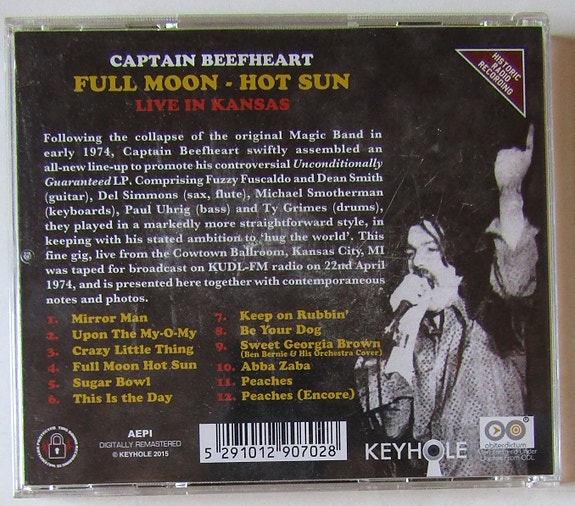 CAPTAIN BEEFHEART
FULL MOON - HOT SUN
LIVE IN KANSAS
HISTORIC
RADIO
RECORDING
Following the collapse of the original Magic Band in
early 1974, Captain Beefheart swiftly assembled an
all-new line-up to promote his controversial Unconditionally
Guaranteed LP. Comprising Fuzzy Fuscaldo and Dean Smith
(guitar), Del Simmons (sax, flute), Michael Smotherman
(keyboards), Paul Uhrig (bass) and Ty Grimes (drums),
they played in a markedly more straightforward style, in
keeping with his stated ambition to 'hug the world'. This
fine gig, live from the Cowtown Ballroom, Kansas City, MI
was taped for broadcast on KUDL-FM radio on 22nd April
1974, and is presented here together with contemporaneous
notes and photos.
1. Mirror Man
2. Upon The My-O-My
3. Crazy Little Thing
4. Full Moon Hot Sun
5. Sugar Bowl
6. This Is the Day
7. Keep on Rubbin'
8. Be Your Dog
9. Sweet Georgia Brown
(Ben Bernie & His Orchestra Cover)
10. Abba Zaba
11. Peaches
12. Peaches (Encore)
AEPI
DIGITALLY REMASTERED
© KEYHOLE 2015
5 291012 907028
KEYHOLE
obiterdictum